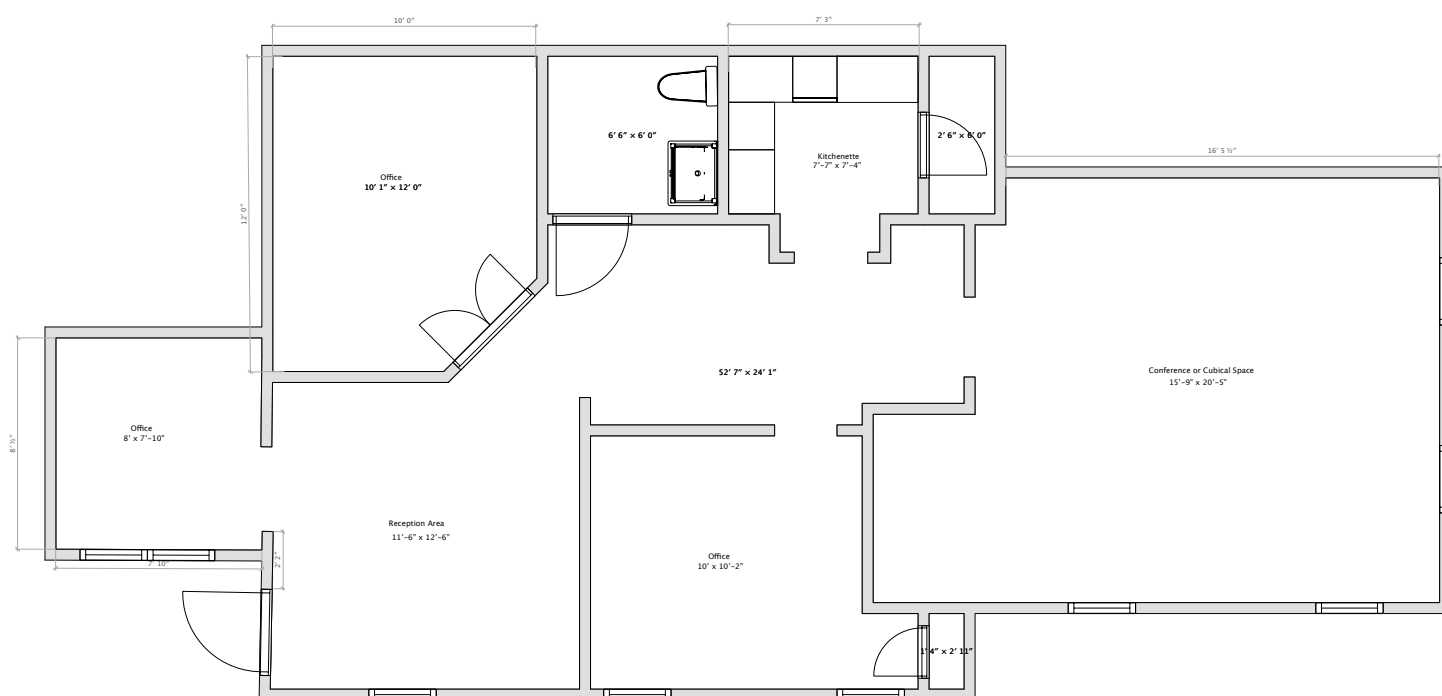 10' 0"
7' 3"
6' 6" × 6' 0"
2' 6" × 6' 0"
Kitchenette
7'-7" x 7'-4"
16' 5 ½"
Office
10' 1" × 12' 0"
12' 0"
52' 7" × 24' 1"
Conference or Cubical Space
15'-9" x 20'-5"
Office
8' x 7'-10"
8' ½"
Reception Area
11'-6" x 12'-6"
Office
10' x 10'-2"
7' 10"
2' 2"
1' 4" × 2' 11"